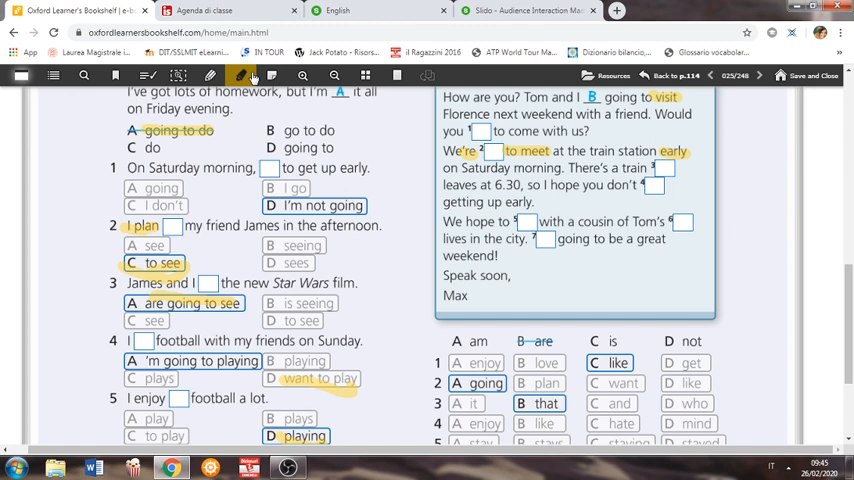 Oxford Learner's Bookshelf | e-bo
Agenda di classe
English
Slido - Audience Interaction Mad
oxfordlearnersbookshelf.com/home/main.html
App
Laurea Magistrale i...
DIT/SSLMIT eLearni...
IN TOUR
Jack Potato - Risors...
il Ragazzini 2016
ATP World Tour Ma...
Dizionario bilancio,...
Glossario vocabolar...
Resources
Back to p.114
025/248
Save and Close
I've got lots of homework, but I'm A it all
on Friday evening.
A going to do
B go to do
C do
D going to
1 On Saturday morning, to get up early.
A going
B I go
C I don't
D I'm not going
2 I plan my friend James in the afternoon.
A see
B seeing
C to see
D sees
3 James and I the new Star Wars film.
A are going to see
B is seeing
C see
D to see
4 I football with my friends on Sunday.
A 'm going to playing
B playing
C plays
D want to play
5 I enjoy football a lot.
A play
B plays
C to play
D playing
How are you? Tom and I B going to visit
Florence next weekend with a friend. Would
you 1 to come with us?
We're 2 to meet at the train station early
on Saturday morning. There's a train 3
leaves at 6.30, so I hope you don't 4
getting up early.
We hope to 5 with a cousin of Tom's 6
lives in the city. 7 going to be a great
weekend!
Speak soon,
Max
A am B are C is D not
1 A enjoy B love C like D get
2 A going B plan C want D like
3 A it B that C and D who
4 A enjoy B like C hate D mind
5 A stay B stays C staying D stayed
IT
09:45
26/02/2020